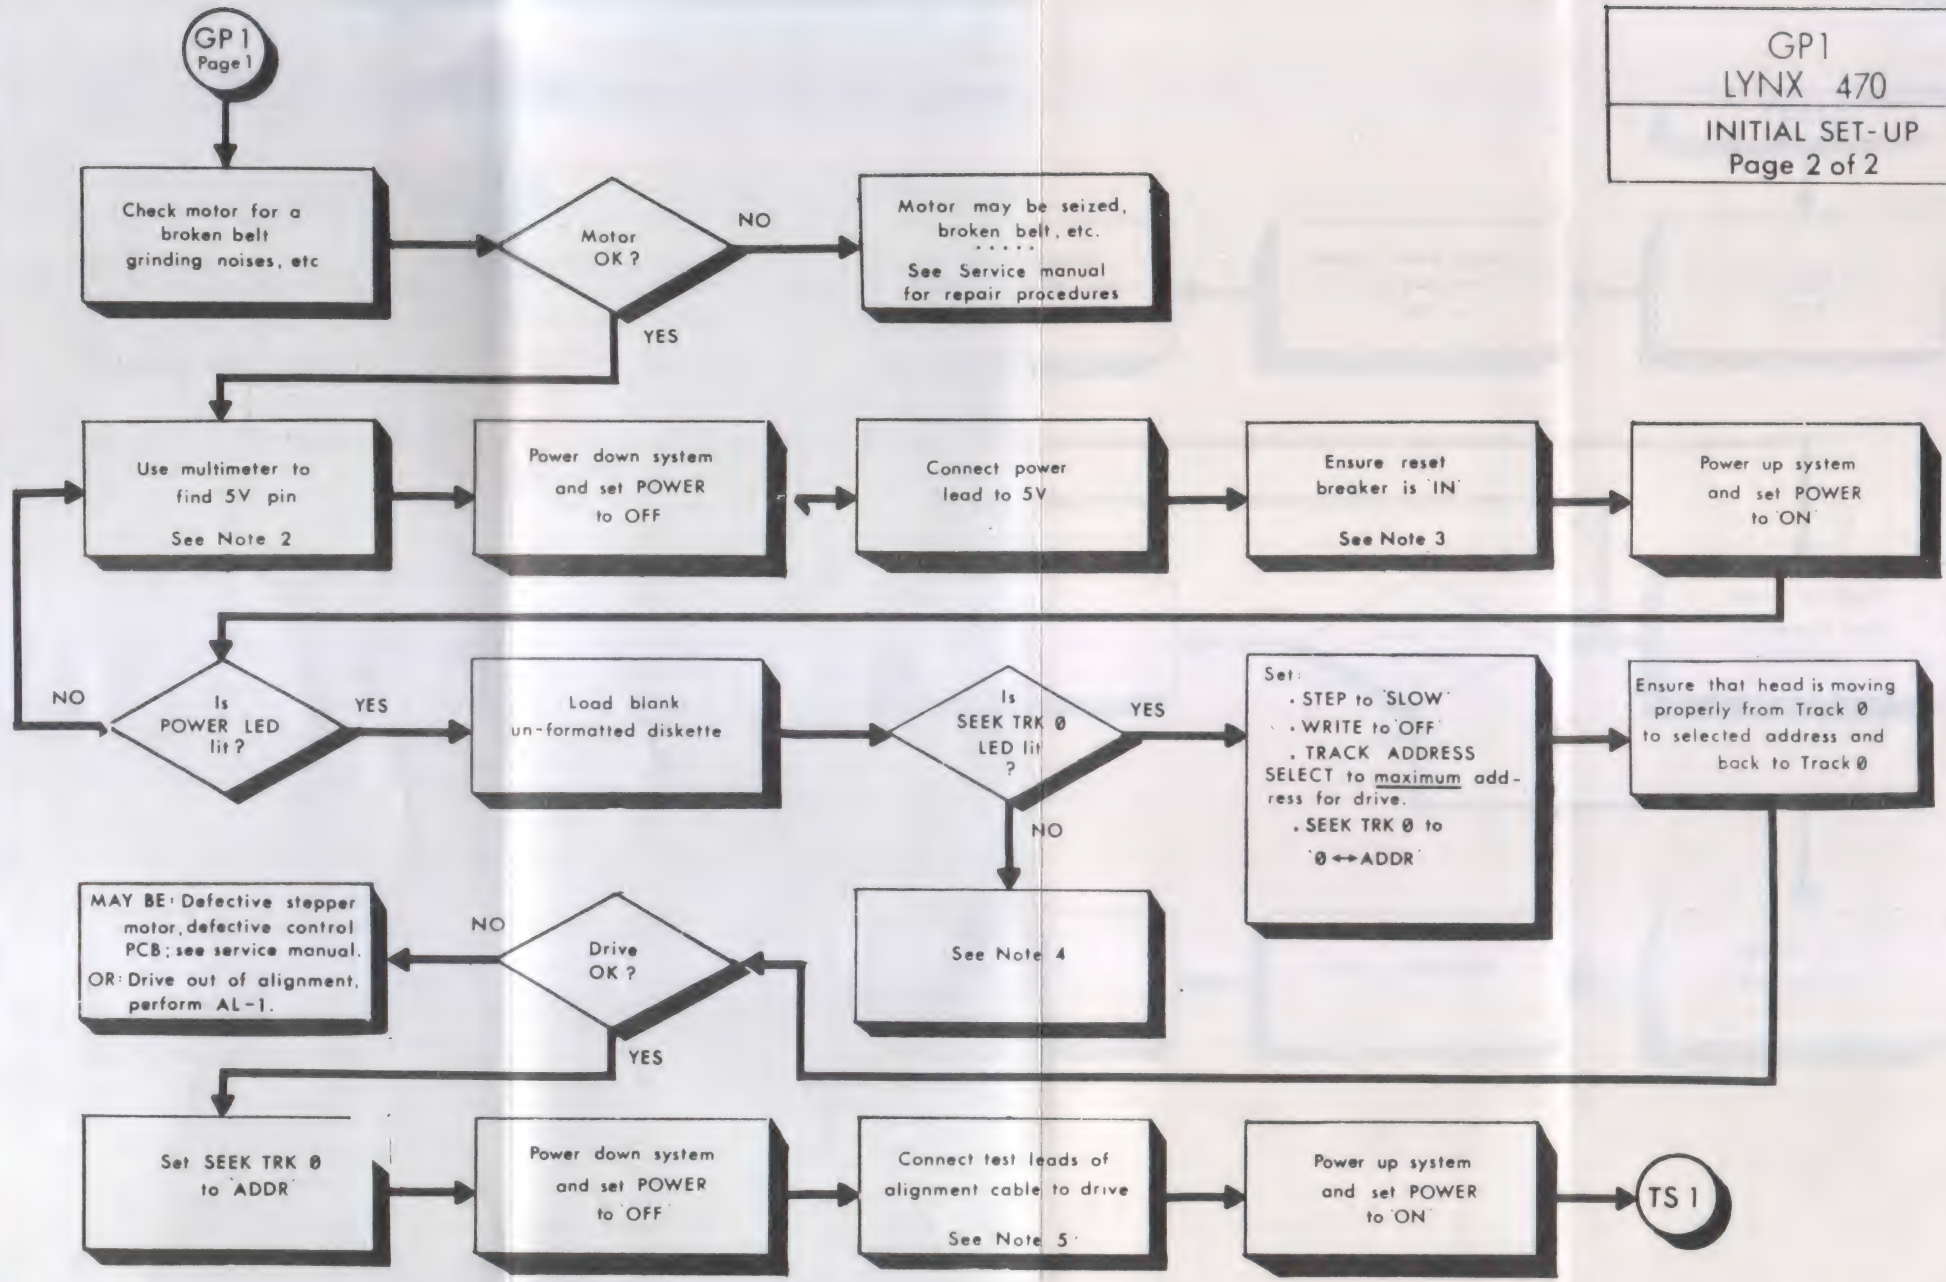 GP1
Page 1
GP1
LYNX 470
INITIAL SET-UP
Page 2 of 2
Check motor for a
broken belt
grinding noises, etc
Motor
OK?
NO
YES
Motor may be seized,
broken belt, etc.
.....
See Service manual
for repair procedures
Use multimeter to
find 5V pin
See Note 2
Power down system
and set POWER
to OFF
Connect power
lead to 5V
Ensure reset
breaker is 'IN'
See Note 3
Power up system
and set POWER
to 'ON'
NO
Is
POWER LED
lit?
YES
Load blank
un-formatted diskette
Is
SEEK TRK 0
LED lit
?
YES
NO
Set:
. STEP to 'SLOW'
. WRITE to 'OFF'
. TRACK ADDRESS
SELECT to maximum add-
ress for drive.
. SEEK TRK 0 to
'0↔ADDR'
Ensure that head is moving
properly from Track 0
to selected address and
back to Track 0
See Note 4
Drive
OK?
NO
YES
MAY BE: Defective stepper
motor, defective control
PCB; see service manual.
OR: Drive out of alignment,
perform AL-1.
Set SEEK TRK 0
to 'ADDR'
Power down system
and set POWER
to 'OFF'
Connect test leads of
alignment cable to drive
See Note 5
Power up system
and set POWER
to 'ON'
TS 1